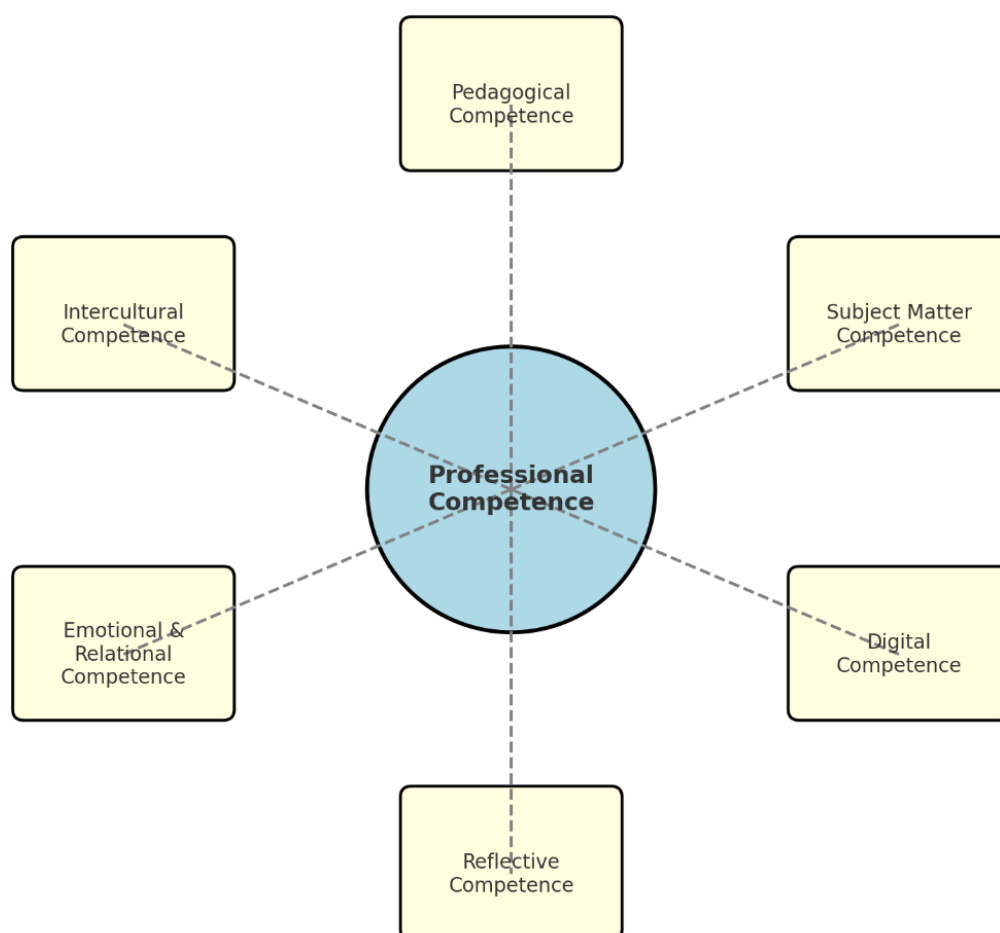 Pedagogical
Competence
Intercultural
Competence
Subject Matter
Competence
Professional
Competence
Emotional &
Relational
Competence
Digital
Competence
Reflective
Competence